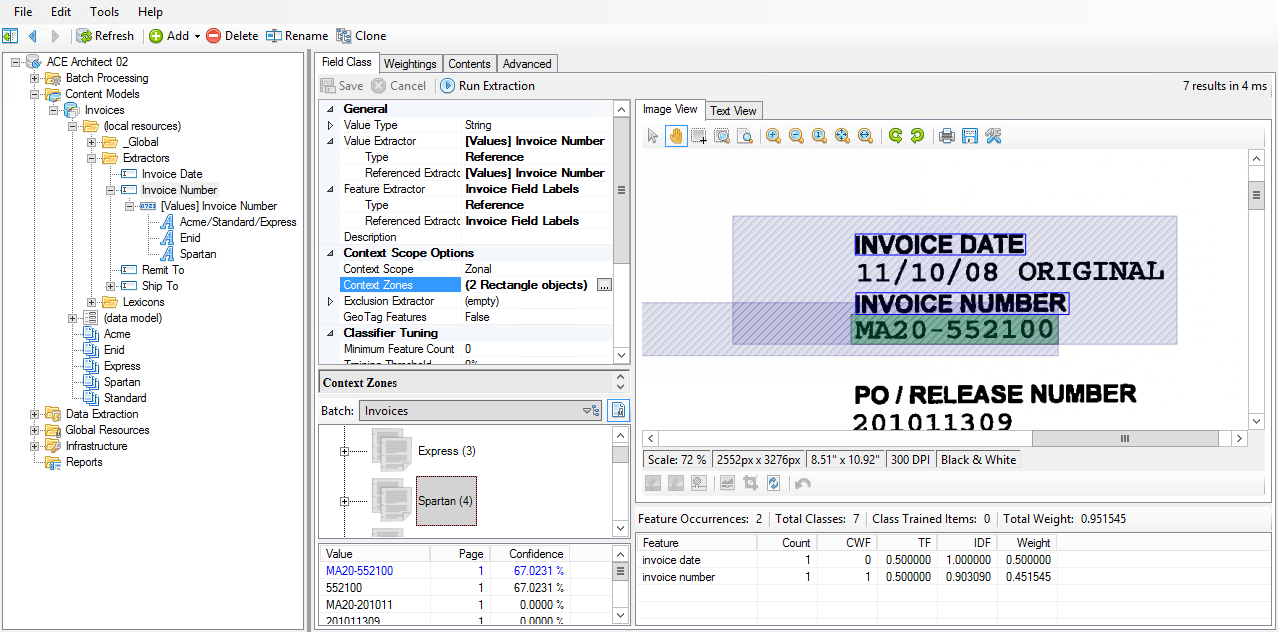 File Edit Tools Help
Refresh Add Delete Rename Clone
ACE Architect 02
Batch Processing
Content Models
Invoices
(local resources)
_Global
Extractors
Invoice Date
Invoice Number
[Values] Invoice Number
Acme/Standard/Express
Enid
Spartan
Remit To
Ship To
Lexicons
(data model)
Acme
Enid
Express
Spartan
Standard
Data Extraction
Global Resources
Infrastructure
Reports
Field Class Weightings Contents Advanced
Save Cancel Run Extraction 7 results in 4 ms
General
Value Type String
Value Extractor [Values] Invoice Number
Type Reference
Referenced Extractc [Values] Invoice Number
Feature Extractor Invoice Field Labels
Type Reference
Referenced Extractc Invoice Field Labels
Description
Context Scope Options
Context Scope Zonal
Context Zones (2 Rectangle objects) ...
Exclusion Extractor (empty)
GeoTag Features False
Classifier Tuning
Minimum Feature Count 0
Training Threshold 0%
Context Zones
Batch: Invoices
Express (3)
Spartan (4)
Value Page Confidence
MA20-552100 1 67.0231 %
552100 1 67.0231 %
MA20-201011 1 0.0000 %
201011309 1 0.0000 %
Image View Text View
INVOICE DATE
11/10/08 ORIGINAL
INVOICE NUMBER
MA20-552100
PO / RELEASE NUMBER
201011309
Scale: 72 % 2552px x 3276px 8.51" x 10.92" 300 DPI Black & White
Feature Occurrences: 2 Total Classes: 7 Class Trained Items: 0 Total Weight: 0.951545
Feature Count CWF TF IDF Weight
invoice date 1 0 0.500000 1.000000 0.500000
invoice number 1 1 0.500000 0.903090 0.451545